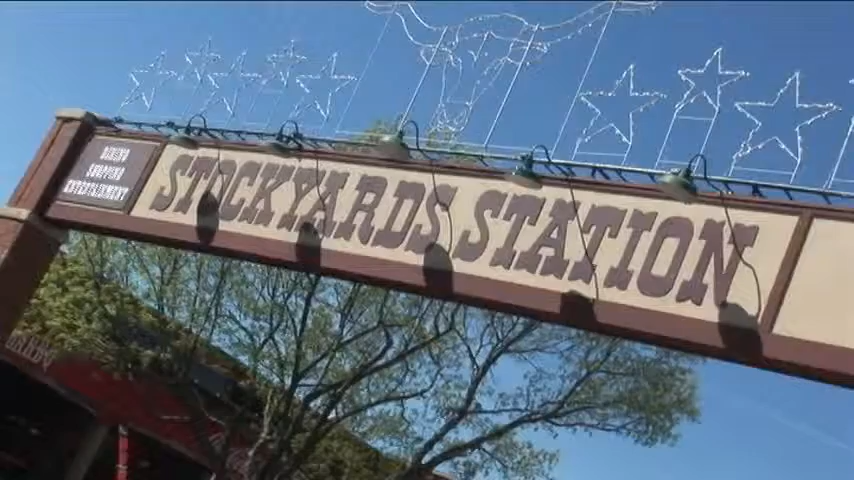 DINING
SHOPPING
ENTERTAINMENT
STOCKYARDS STATION